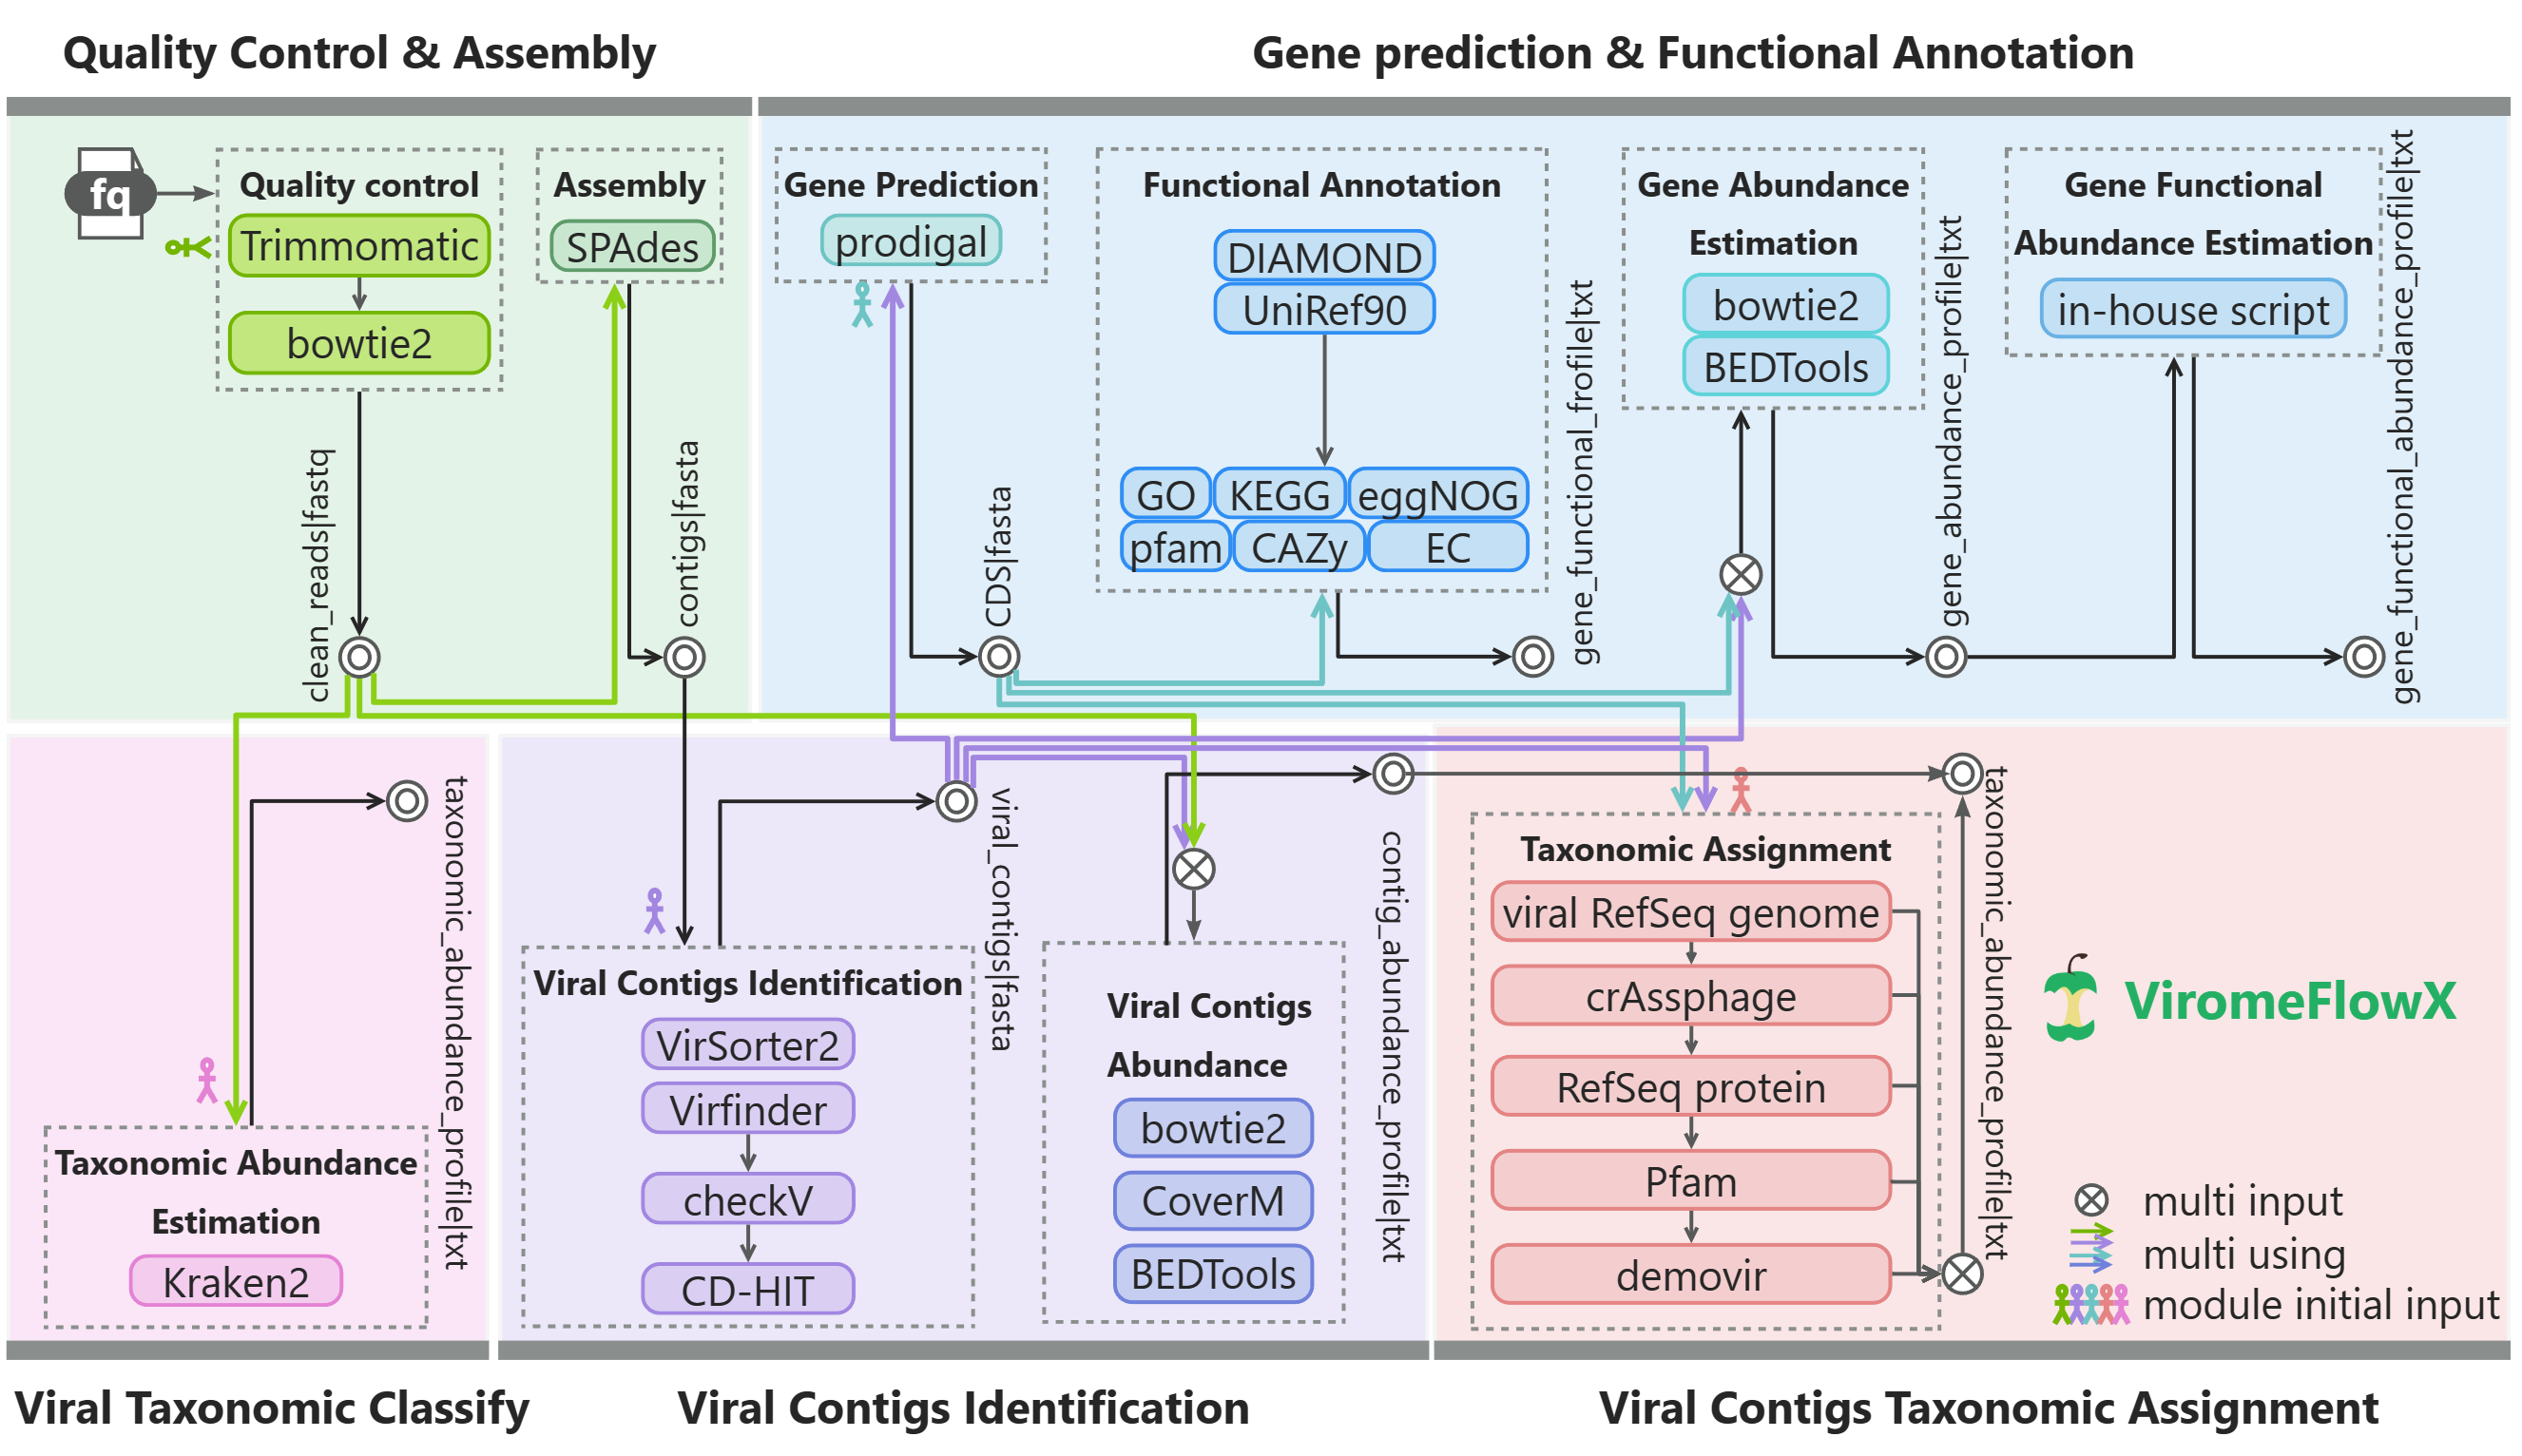 Quality Control & Assembly
Gene prediction & Functional Annotation
fq
Quality control
Trimmomatic
bowtie2
clean_reads|fastq
Assembly
SPAdes
contigs|fasta
Gene Prediction
prodigal
CDS|fasta
Functional Annotation
DIAMOND
UniRef90
GO
KEGG
eggNOG
pfam
CAZy
EC
gene_functional_frofile|txt
Gene Abundance
Estimation
bowtie2
BEDTools
gene_abundance_profile|txt
Gene Functional
Abundance Estimation
in-house script
gene_functional_abundance_profile|txt
taxonomic_abundance_profile|txt
Taxonomic Abundance
Estimation
Kraken2
viral_contigs|fasta
Viral Contigs Identification
VirSorter2
Virfinder
checkV
CD-HIT
Viral Contigs
Abundance
bowtie2
CoverM
BEDTools
contig_abundance_profile|txt
Taxonomic Assignment
viral RefSeq genome
crAssphage
RefSeq protein
Pfam
demovir
taxonomic_abundance_profile|txt
ViromeFlowX
multi input
multi using
module initial input
Viral Taxonomic Classify
Viral Contigs Identification
Viral Contigs Taxonomic Assignment